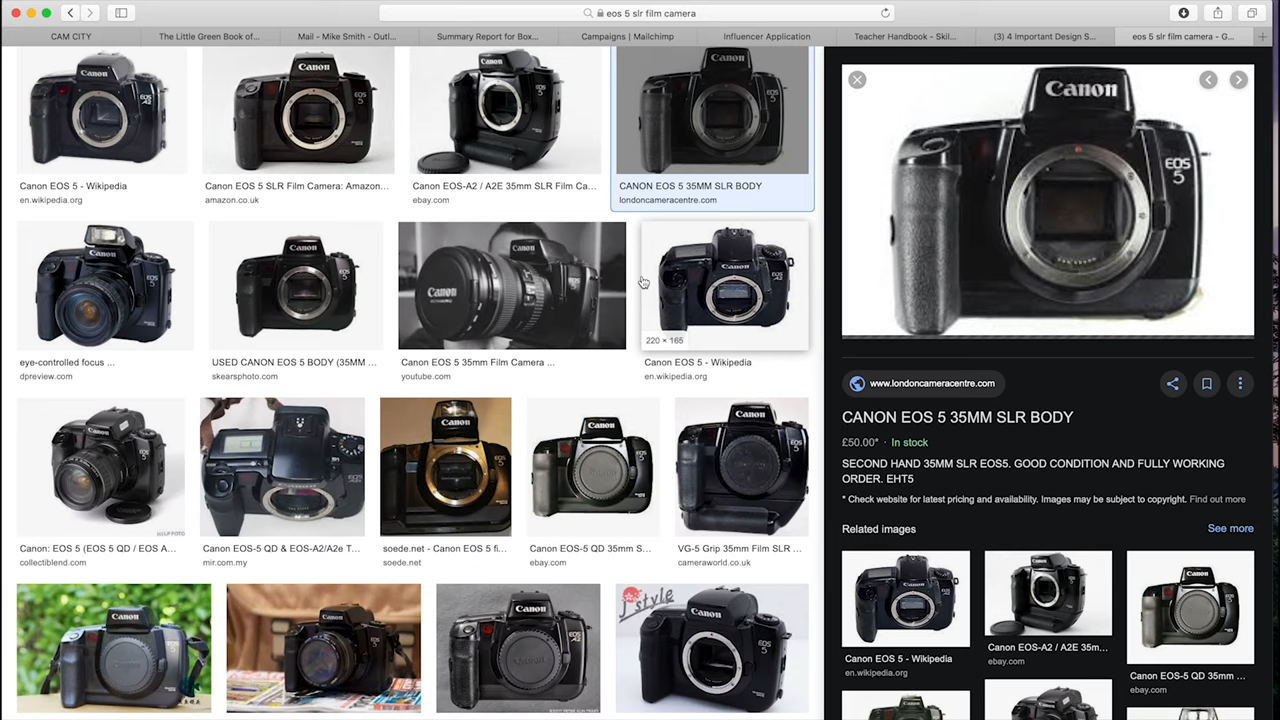 eos 5 slr film camera
CAM CITY
The Little Green Book of...
Mail - Mike Smith - Outl...
Summary Report for Box...
Campaigns | Mailchimp
Influencer Application
Teacher Handbook - Skil...
(3) 4 Important Design S...
eos 5 slr film camera - G...
Canon EOS 5 - Wikipedia
en.wikipedia.org
Canon EOS 5 SLR Film Camera: Amazon...
amazon.co.uk
Canon EOS-A2 / A2E 35mm SLR Film Ca...
ebay.com
CANON EOS 5 35MM SLR BODY
londoncameracentre.com
eye-controlled focus ...
dpreview.com
USED CANON EOS 5 BODY (35MM ...
skearsphoto.com
Canon EOS 5 35mm Film Camera ...
youtube.com
220 × 165
Canon EOS 5 - Wikipedia
en.wikipedia.org
Canon: EOS 5 (EOS 5 QD / EOS A...
collectiblend.com
Canon EOS-5 QD & EOS-A2/A2e T...
mir.com.my
soede.net - Canon EOS 5 fi...
soede.net
Canon EOS-5 QD 35mm S...
ebay.com
VG-5 Grip 35mm Film SLR ...
cameraworld.co.uk
J style
Canon
EOS
5
www.londoncameracentre.com
CANON EOS 5 35MM SLR BODY
£50.00* · In stock
SECOND HAND 35MM SLR EOS5. GOOD CONDITION AND FULLY WORKING
ORDER. EHT5
* Check website for latest pricing and availability. Images may be subject to copyright. Find out more
Related images
See more
Canon EOS 5 - Wikipedia
en.wikipedia.org
Canon EOS-A2 / A2E 35m...
ebay.com
Canon EOS-5 QD 35mm ...
ebay.com